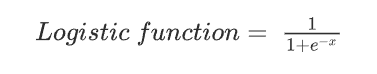 Logistic function = 1/(1+e^{-x})